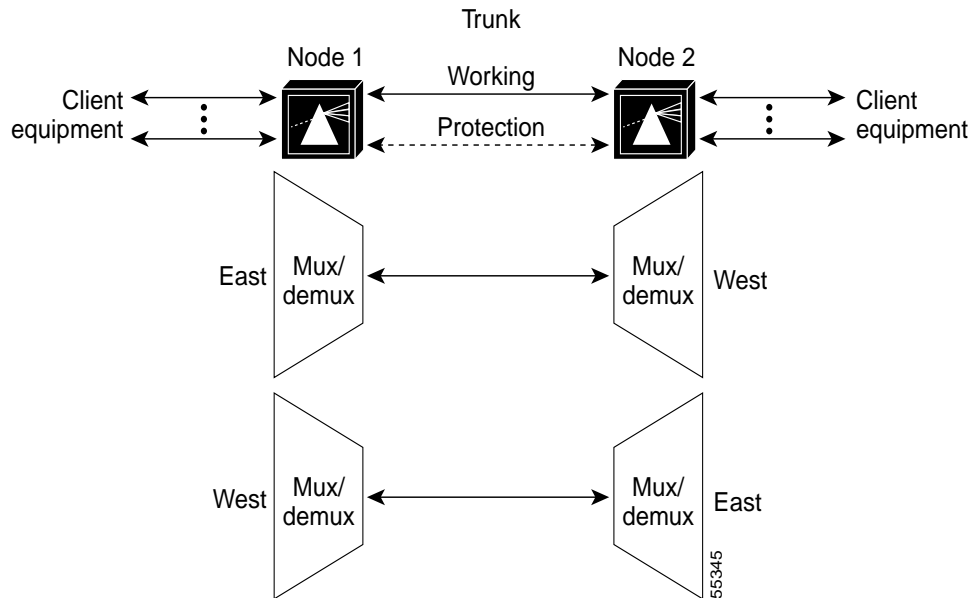 Trunk
Node 1
Node 2
Working
Client
equipment
Protection
Client
equipment
East
Mux/
demux
Mux/
demux
West
West
Mux/
demux
Mux/
demux
East
55345